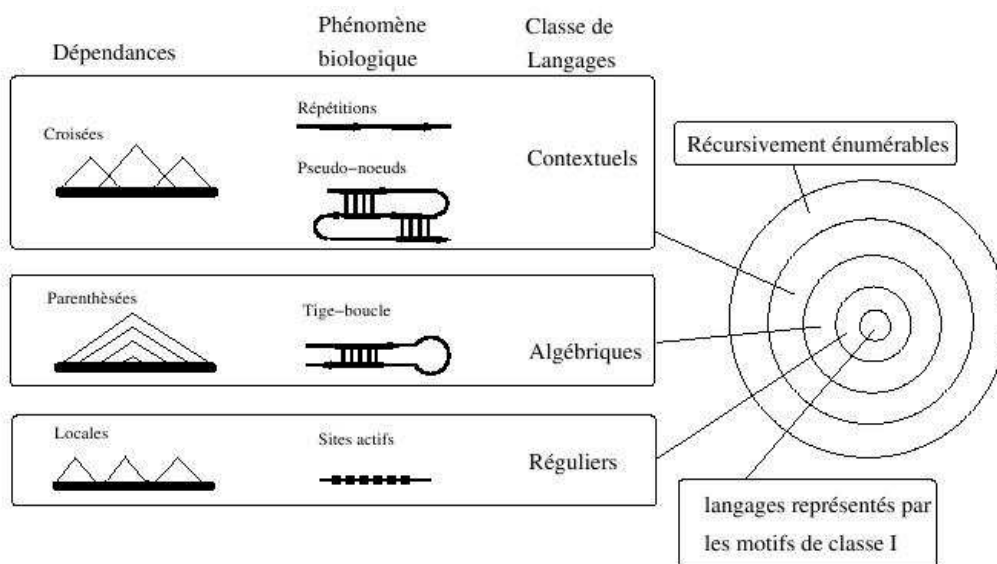 Dépendances
Phénomène
biologique
Classe de
Langages
Croisées
Répétitions
Pseudo−noeuds
Contextuels
Parenthèsées
Tige−boucle
Algébriques
Locales
Sites actifs
Réguliers
Récursivement énumérables
langages représentés par
les motifs de classe I